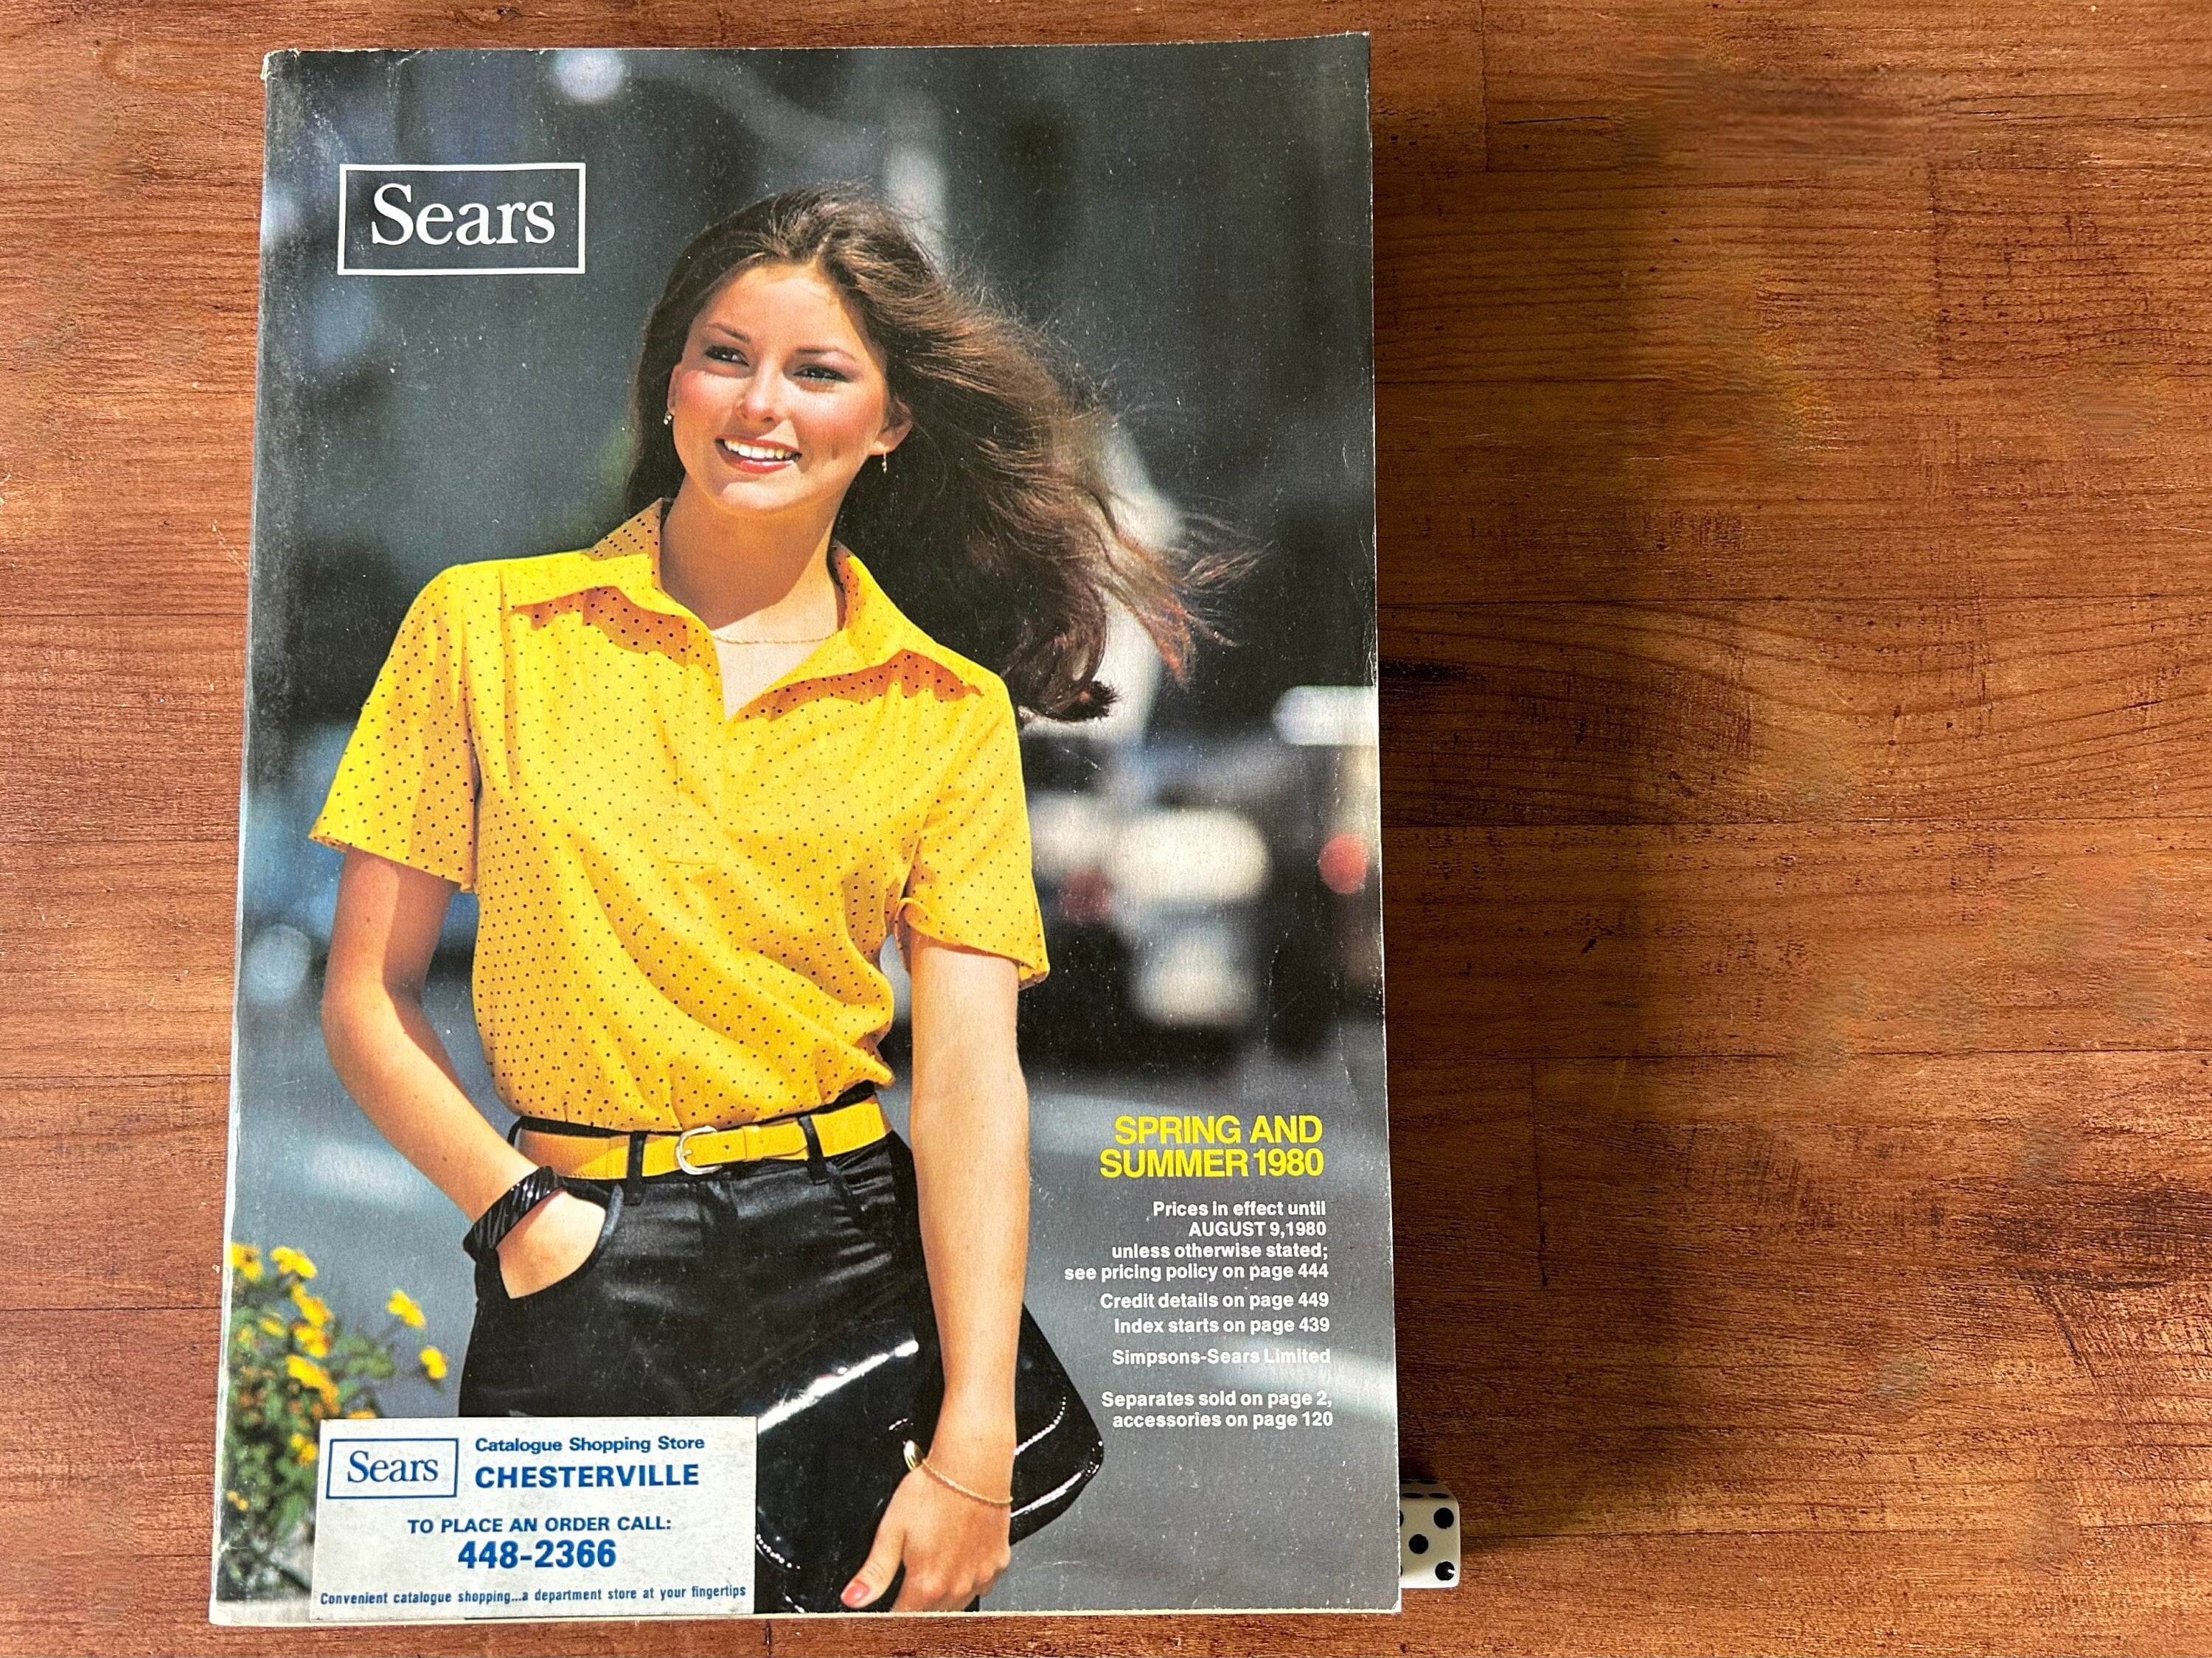 Sears
SPRING AND
SUMMER 1980
Prices in effect until
AUGUST 9,1980
unless otherwise stated;
see pricing policy on page 444
Credit details on page 449
Index starts on page 439
Simpsons-Sears Limited
Separates sold on page 2,
accessories on page 120
Sears
Catalogue Shopping Store
CHESTERVILLE
TO PLACE AN ORDER CALL:
448-2366
Convenient catalogue shopping...a department store at your fingertips